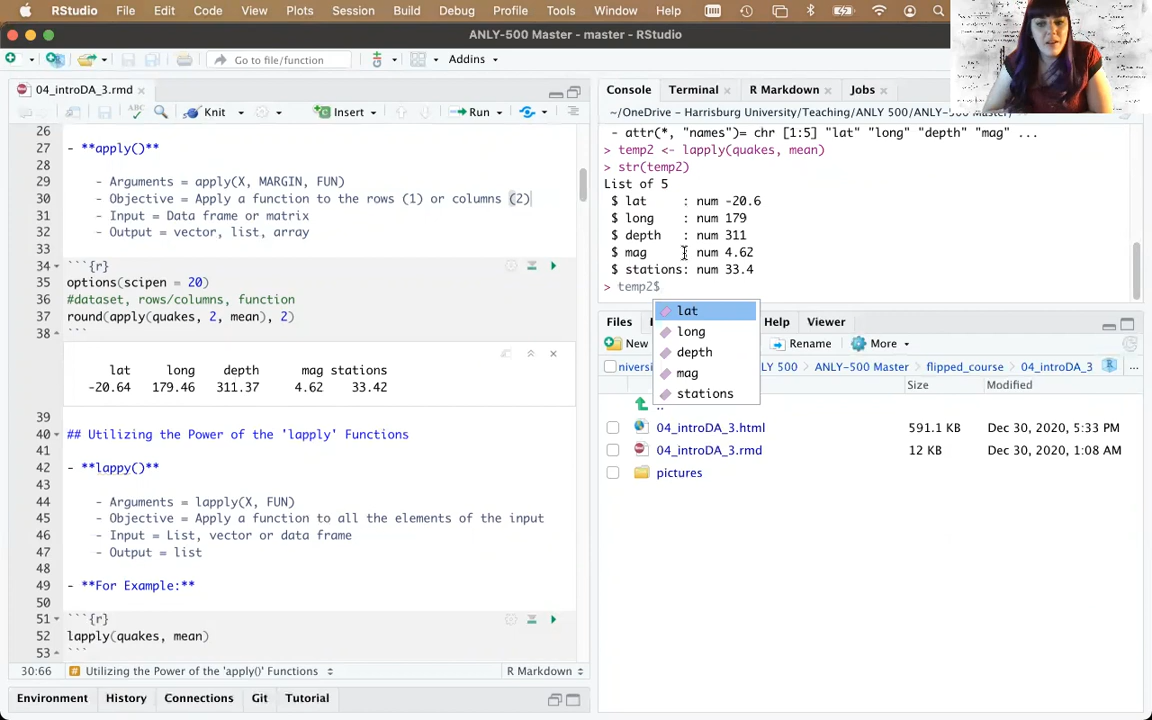 RStudio File Edit Code View Plots Session Build Debug Profile Tools Window Help
ANLY-500 Master - master - RStudio
Go to file/function Addins
04_introDA_3.rmd
Knit Insert Run
26
27 - **apply()**
28
29 - Arguments = apply(X, MARGIN, FUN)
30 - Objective = Apply a function to the rows (1) or columns (2)
31 - Input = Data frame or matrix
32 - Output = vector, list, array
33
34 ```{r}
35 options(scipen = 20)
36 #dataset, rows/columns, function
37 round(apply(quakes, 2, mean), 2)
38 ```
lat long depth mag stations
-20.64 179.46 311.37 4.62 33.42
39
40 ## Utilizing the Power of the 'lapply' Functions
41
42 - **lappy()**
43
44 - Arguments = lapply(X, FUN)
45 - Objective = Apply a function to all the elements of the input
46 - Input = List, vector or data frame
47 - Output = list
48
49 - **For Example:**
50
51 ```{r}
52 lapply(quakes, mean)
53 ```
30:66 # Utilizing the Power of the 'apply()' Functions R Markdown
Environment History Connections Git Tutorial
Console Terminal R Markdown Jobs
~/OneDrive - Harrisburg University/Teaching/ANLY 500/ANLY-500 Master/
- attr(*, "names")= chr [1:5] "lat" "long" "depth" "mag" ...
> temp2 <- lapply(quakes, mean)
> str(temp2)
List of 5
$ lat : num -20.6
$ long : num 179
$ depth : num 311
$ mag : num 4.62
$ stations: num 33.4
> temp2$
lat
long
depth
mag
stations
Files Help Viewer
New Rename More
niversi LY 500 ANLY-500 Master flipped_course 04_introDA_3 ...
Size Modified
..
04_introDA_3.html 591.1 KB Dec 30, 2020, 5:33 PM
04_introDA_3.rmd 12 KB Dec 30, 2020, 1:08 AM
pictures